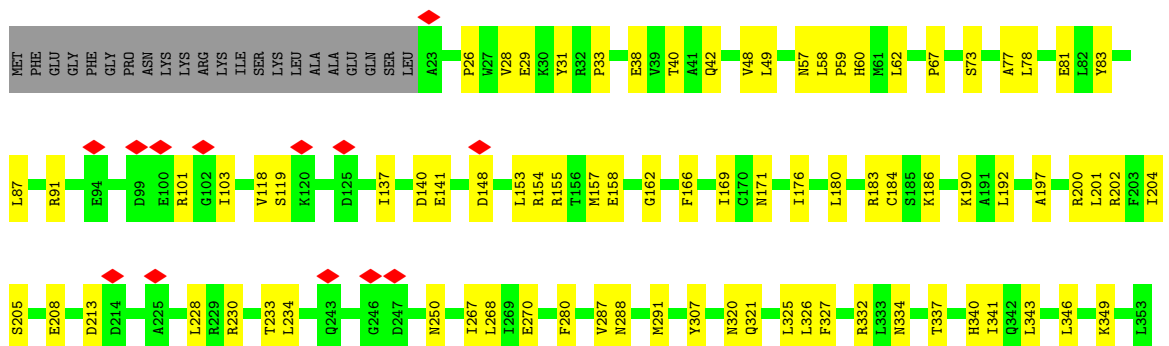 MET PHE GLU GLY PHE GLY PRO ASN LYS LYS ARG LYS ILE SER LYS LEU ALA ALA GLU GLN SER LEU A23 P26 W27 V28 E29 K30 Y31 R32 P33 E38 V39 T40 A41 Q42 V48 L49 N57 L58 P59 H60 M61 L62 P67 S73 A77 L78 E81 L82 Y83
L87 R91 E94 D99 E100 R101 G102 I103 V118 S119 K120 D125 I137 D140 E141 D148 L153 R154 R155 T156 M157 E158 G162 F166 I169 C170 N171 I176 L180 R183 C184 S185 K186 K190 A191 L192 A197 R200 L201 R202 F203 I204
S205 E208 D213 D214 A225 L228 R229 R230 T233 L234 Q243 G246 D247 N250 I267 L268 I269 E270 F280 V287 N288 M291 Y307 N320 Q321 L325 L326 F327 R332 L333 N334 T337 H340 I341 Q342 L343 L346 K349 L353